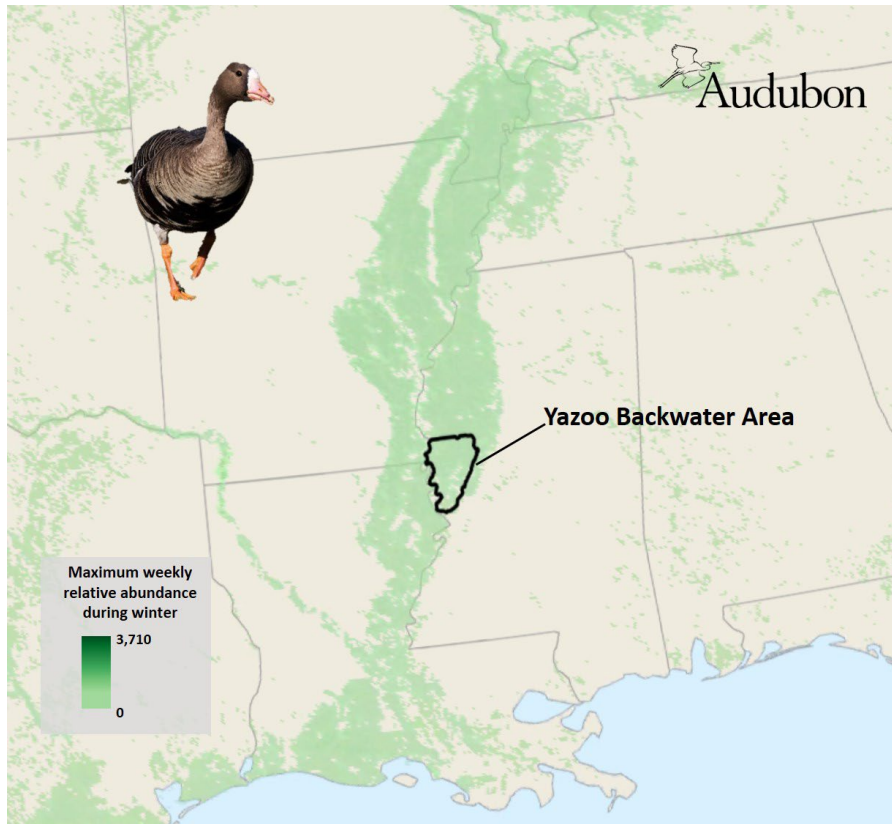 Audubon
Yazoo Backwater Area
Maximum weekly
relative abundance
during winter
3,710
0